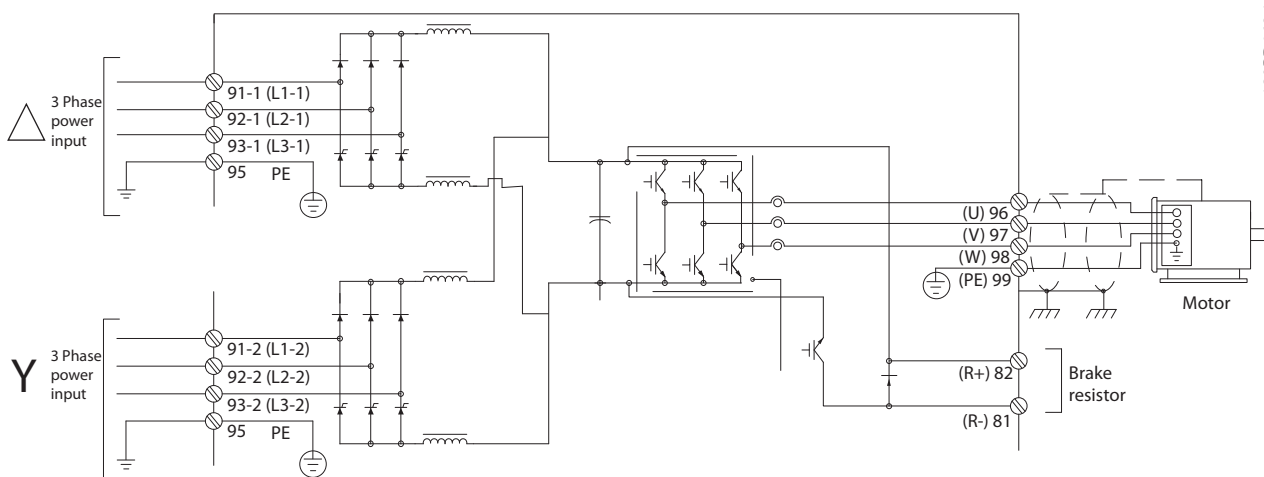 3 Phase
power
input
91-1 (L1-1)
92-1 (L2-1)
93-1 (L3-1)
95 PE
(U) 96
(V) 97
(W) 98
(PE) 99
Motor
Y
3 Phase
power
input
91-2 (L1-2)
92-2 (L2-2)
93-2 (L3-2)
95 PE
(R+) 82
(R-) 81
Brake
resistor